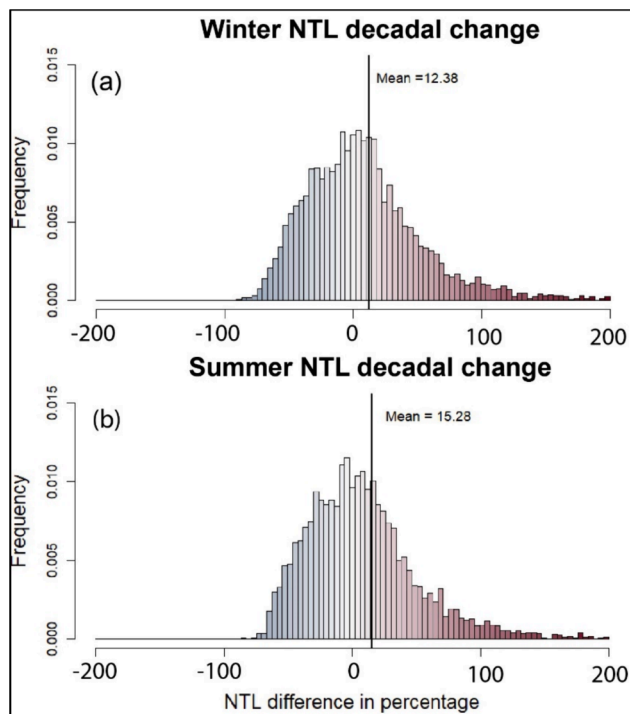 Winter NTL decadal change
(a)
Mean =12.38
Frequency
0.015
0.010
0.005
0.000
-200 -100 0 100 200
Summer NTL decadal change
(b)
Mean = 15.28
Frequency
0.015
0.010
0.005
0.000
-200 -100 0 100 200
NTL difference in percentage